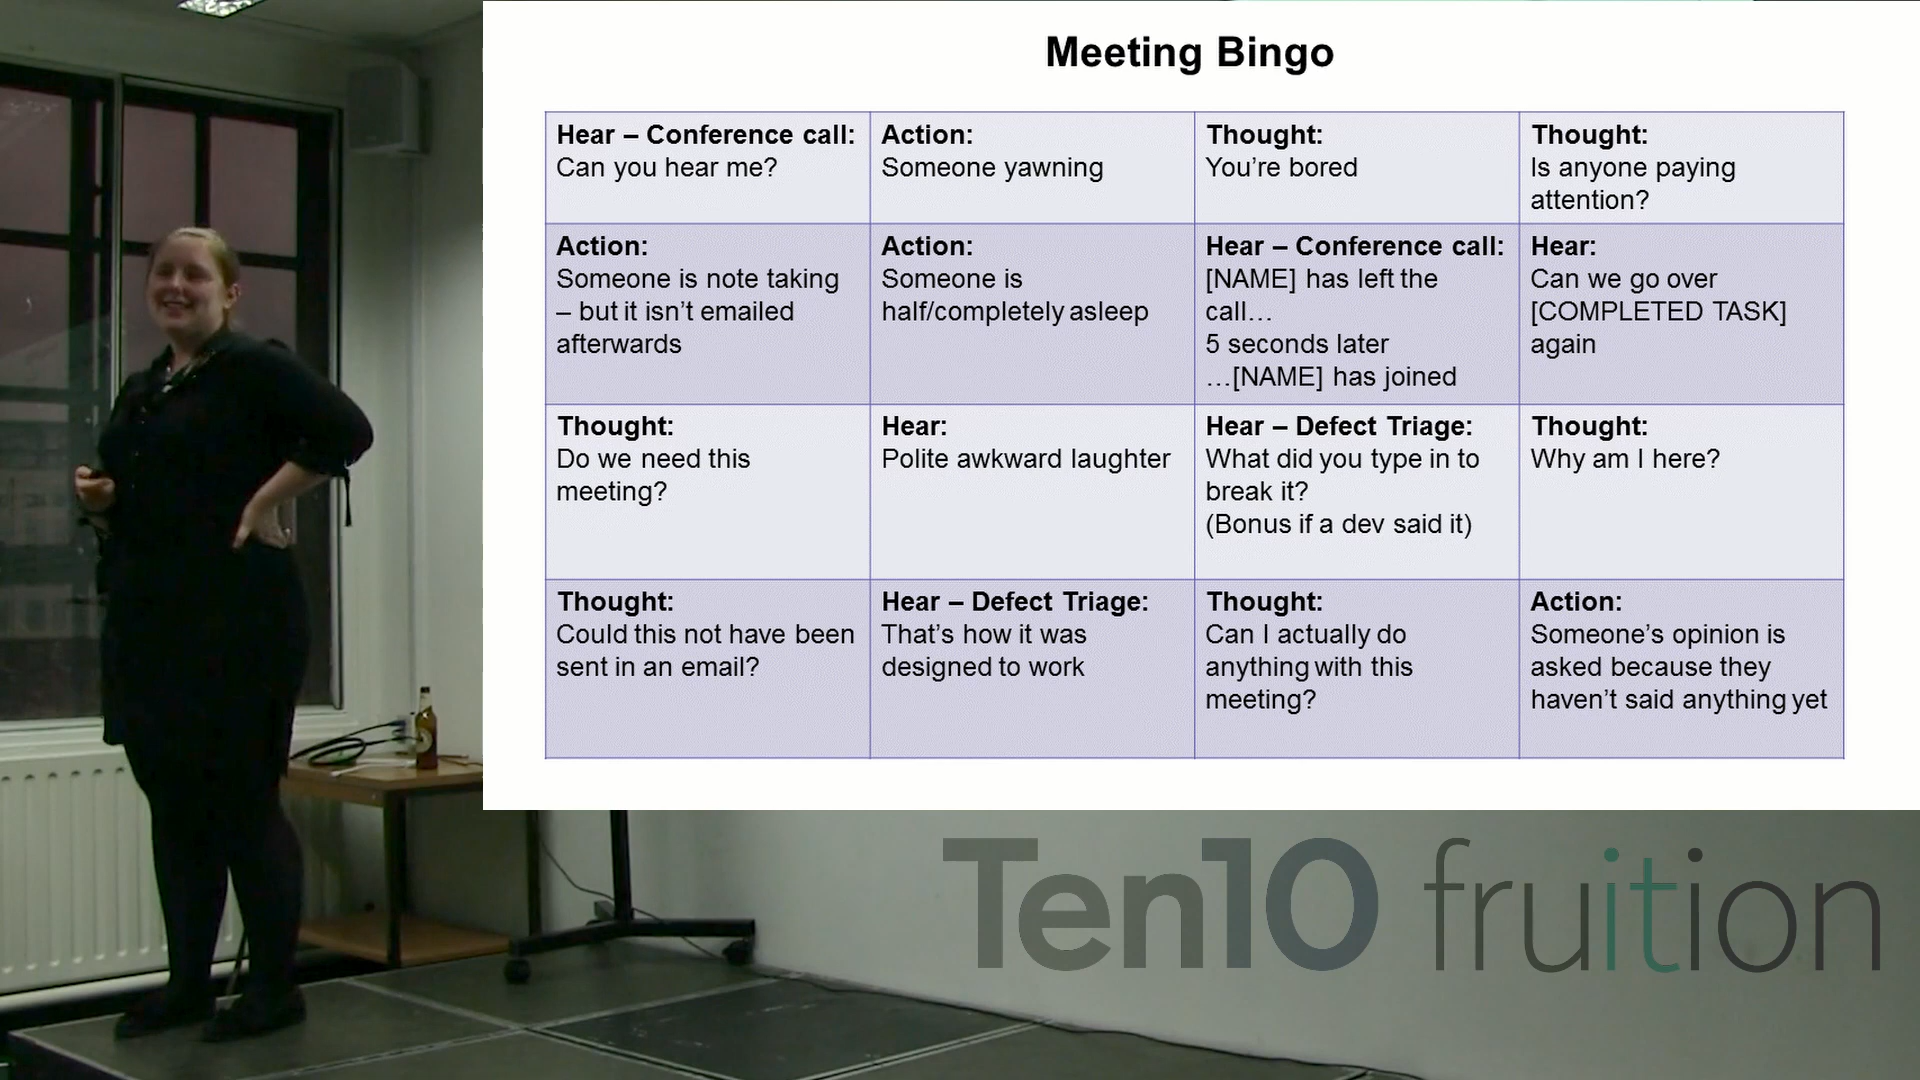 Meeting Bingo
Hear – Conference call:
Can you hear me?
Action:
Someone yawning
Thought:
You’re bored
Thought:
Is anyone paying
attention?
Action:
Someone is note taking
– but it isn’t emailed
afterwards
Action:
Someone is
half/completely asleep
Hear – Conference call:
[NAME] has left the
call…
5 seconds later
…[NAME] has joined
Hear:
Can we go over
[COMPLETED TASK]
again
Thought:
Do we need this
meeting?
Hear:
Polite awkward laughter
Hear – Defect Triage:
What did you type in to
break it?
(Bonus if a dev said it)
Thought:
Why am I here?
Thought:
Could this not have been
sent in an email?
Hear – Defect Triage:
That’s how it was
designed to work
Thought:
Can I actually do
anything with this
meeting?
Action:
Someone’s opinion is
asked because they
haven’t said anything yet
Ten10 fruition